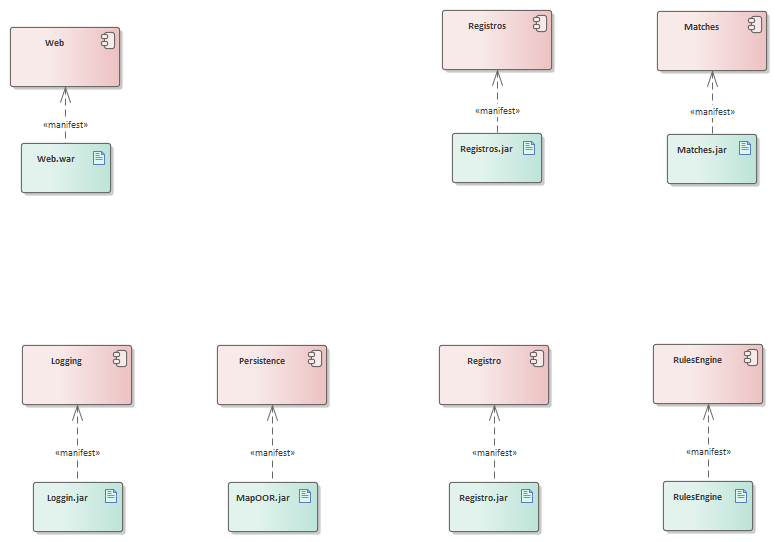 Web
Registros
Matches
«manifest»
«manifest»
«manifest»
Web.war
Registros.jar
Matches.jar
Logging
Persistence
Registro
RulesEngine
«manifest»
«manifest»
«manifest»
«manifest»
Loggin.jar
MapOOR.jar
Registro.jar
RulesEngine